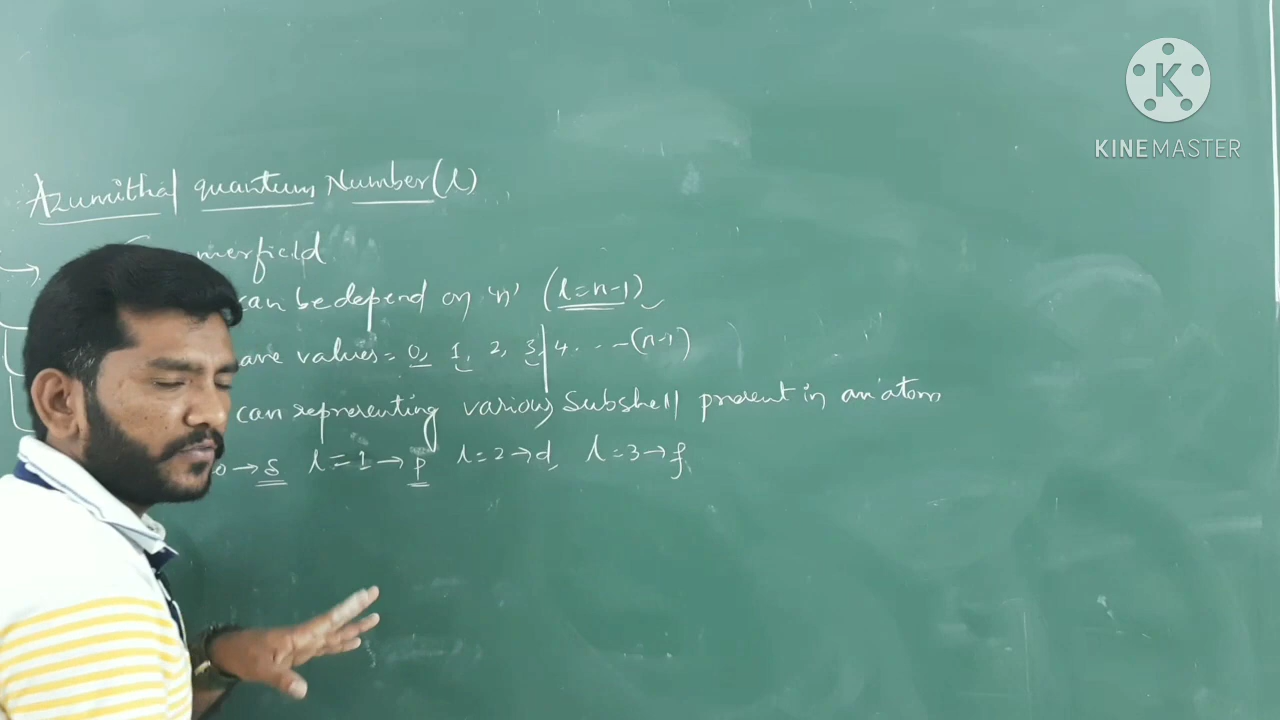 KINEMASTER
Azumithal quantum Number (l)
merfield
can be depend on 'n' (l=n-1)
are values = 0, 1, 2, 3, 4. . . - (n-1)
can representing various subshell present in an atom
0→s l=1→p l=2→d, l=3→f